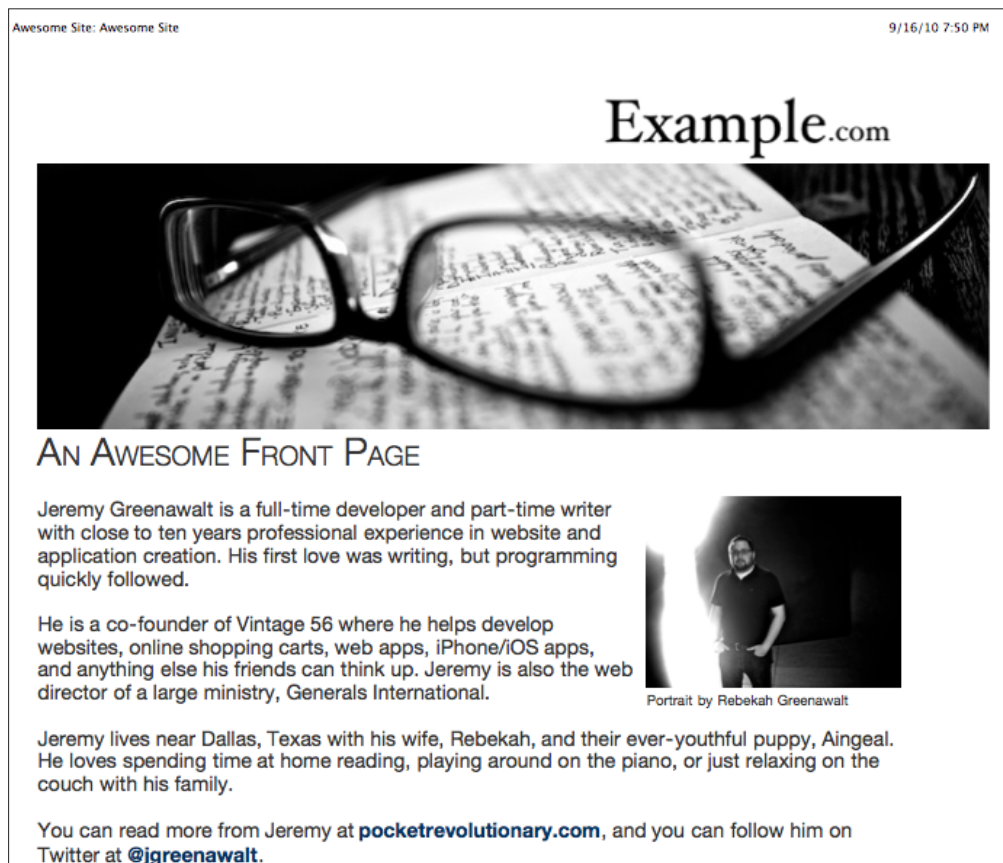 Awesome Site: Awesome Site
9/16/10 7:50 PM
Example.com
AN AWESOME FRONT PAGE
Jeremy Greenawalt is a full-time developer and part-time writer
with close to ten years professional experience in website and
application creation. His first love was writing, but programming
quickly followed.
He is a co-founder of Vintage 56 where he helps develop
websites, online shopping carts, web apps, iPhone/iOS apps,
and anything else his friends can think up. Jeremy is also the web
director of a large ministry, Generals International.
Portrait by Rebekah Greenawalt
Jeremy lives near Dallas, Texas with his wife, Rebekah, and their ever-youthful puppy, Aingeal.
He loves spending time at home reading, playing around on the piano, or just relaxing on the
couch with his family.
You can read more from Jeremy at pocketrevolutionary.com, and you can follow him on
Twitter at @jgreenawalt.